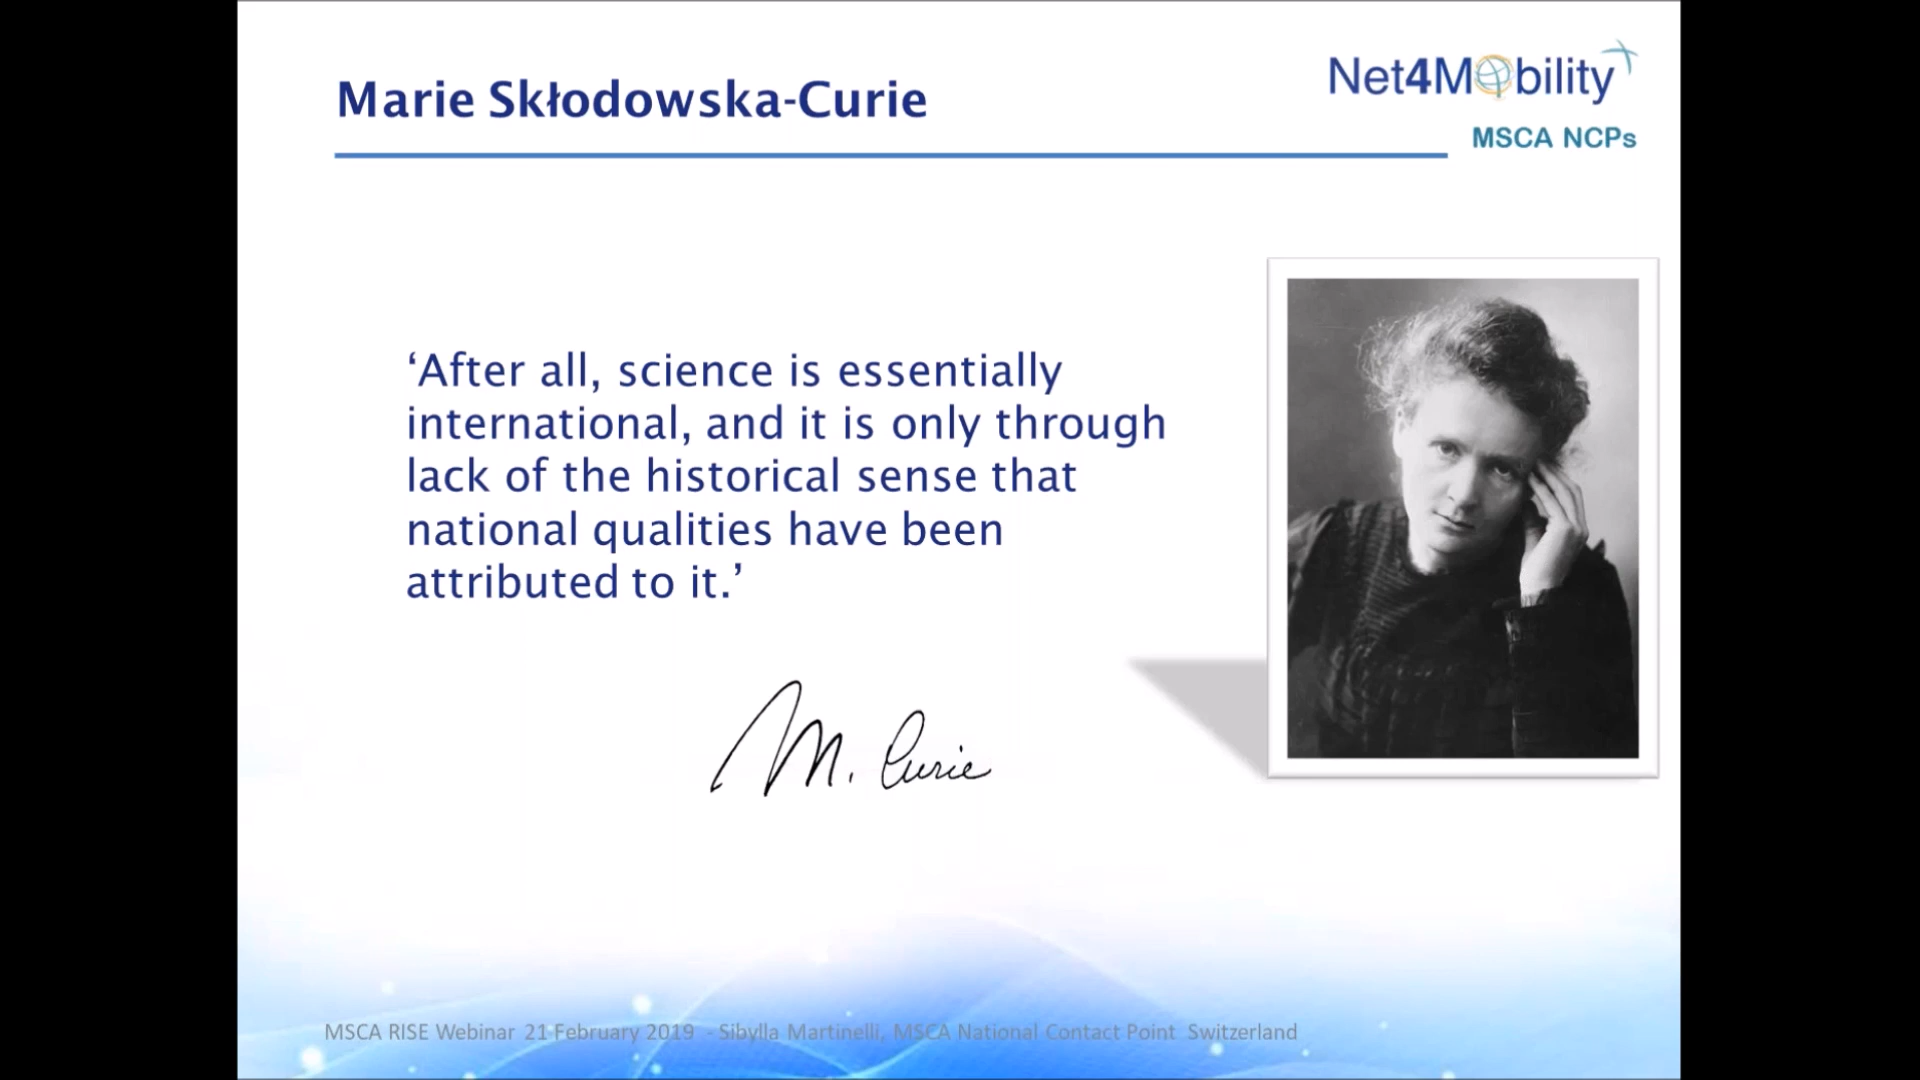 Marie Skłodowska-Curie
Net4Mobility
MSCA NCPs
‘After all, science is essentially
international, and it is only through
lack of the historical sense that
national qualities have been
attributed to it.’
M. Curie
MSCA RISE Webinar 21 February 2019 - Sibylla Martinelli, MSCA National Contact Point Switzerland